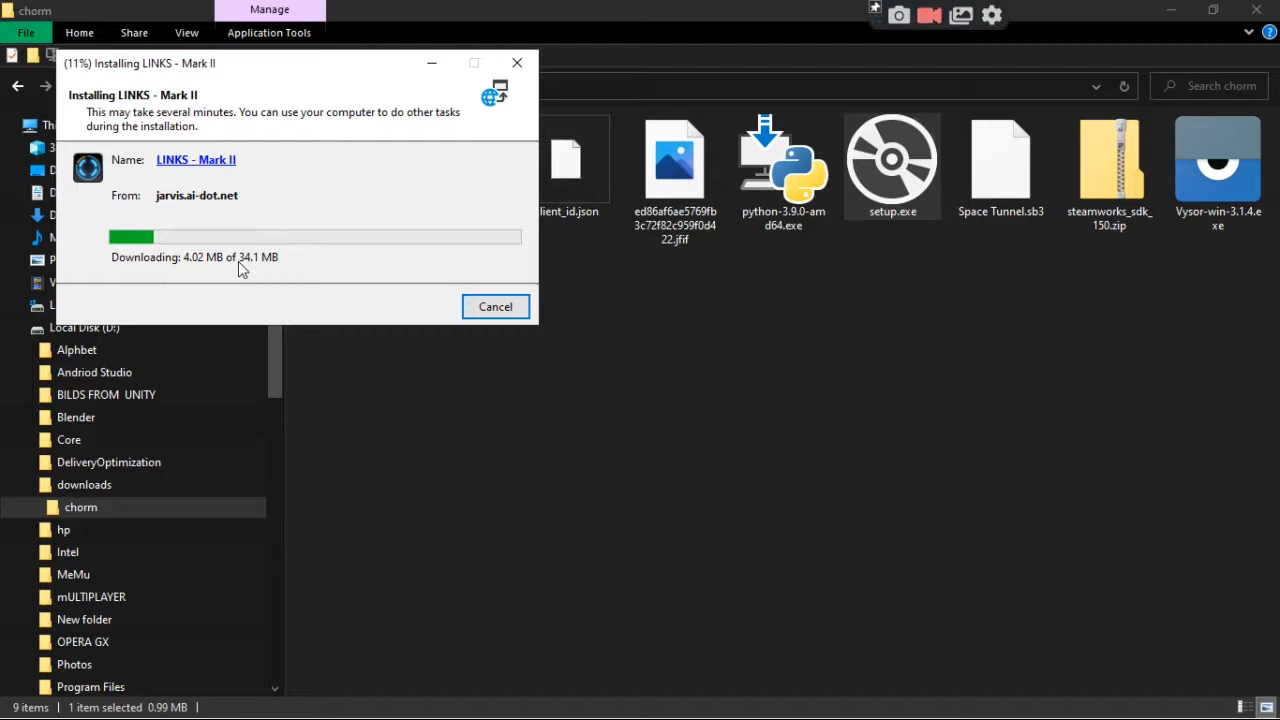 chorm
Manage
File
Home
Share
View
Application Tools
(11%) Installing LINKS - Mark II
Installing LINKS - Mark II
This may take several minutes. You can use your computer to do other tasks
during the installation.
Name:
LINKS - Mark II
From:
jarvis.ai-dot.net
Downloading: 4.02 MB of 34.1 MB
Cancel
Search chorm
lient_id.json
ed86af6ae5769fb
3c72f82c959f0d4
22.jfif
python-3.9.0-am
d64.exe
setup.exe
Space Tunnel.sb3
steamworks_sdk_
150.zip
Vysor-win-3.1.4.e
xe
Thi
3
D
D
D
M
P
V
L
Local Disk (D:)
Alphbet
Andriod Studio
BILDS FROM UNITY
Blender
Core
DeliveryOptimization
downloads
chorm
hp
Intel
MeMu
mULTIPLAYER
New folder
OPERA GX
Photos
Program Files
9 items
1 item selected 0.99 MB